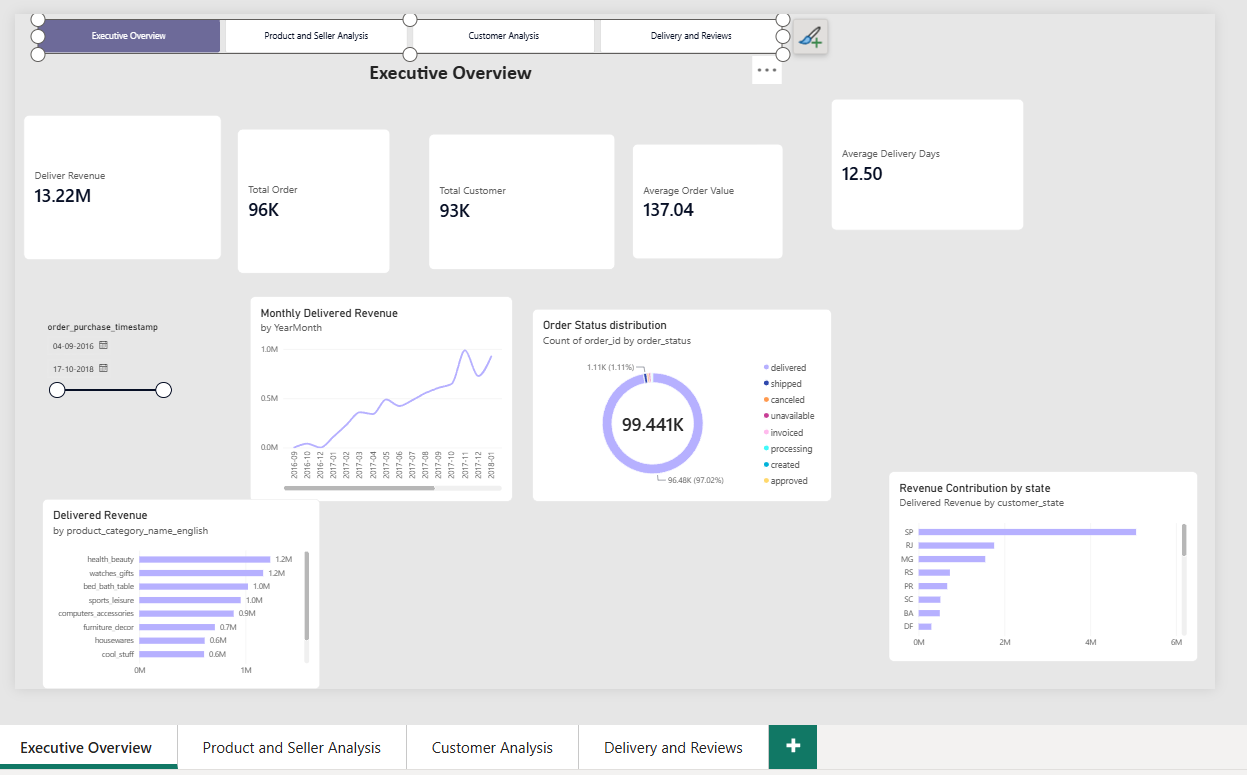 Executive Overview
Product and Seller Analysis
Customer Analysis
Delivery and Reviews
Executive Overview
Deliver Revenue
13.22M
Total Order
96K
Total Customer
93K
Average Order Value
137.04
Average Delivery Days
12.50
order_purchase_timestamp
04-09-2016
17-10-2018
Monthly Delivered Revenue
by YearMonth
1.0M
0.5M
0.0M
2016-09
2016-10
2016-12
2017-01
2017-02
2017-03
2017-04
2017-05
2017-06
2017-07
2017-08
2017-09
2017-10
2017-11
2017-12
2018-01
Order Status distribution
Count of order_id by order_status
1.11K (1.11%)
99.441K
96.48K (97.02%)
delivered
shipped
canceled
unavailable
invoiced
processing
created
approved
Delivered Revenue
by product_category_name_english
health_beauty 1.2M
watches_gifts 1.2M
bed_bath_table 1.0M
sports_leisure 1.0M
computers_accessories 0.9M
furniture_decor 0.7M
housewares 0.6M
cool_stuff 0.6M
0M 1M
Revenue Contribution by state
Delivered Revenue by customer_state
SP
RJ
MG
RS
PR
SC
BA
DF
0M 2M 4M 6M
Executive Overview
Product and Seller Analysis
Customer Analysis
Delivery and Reviews